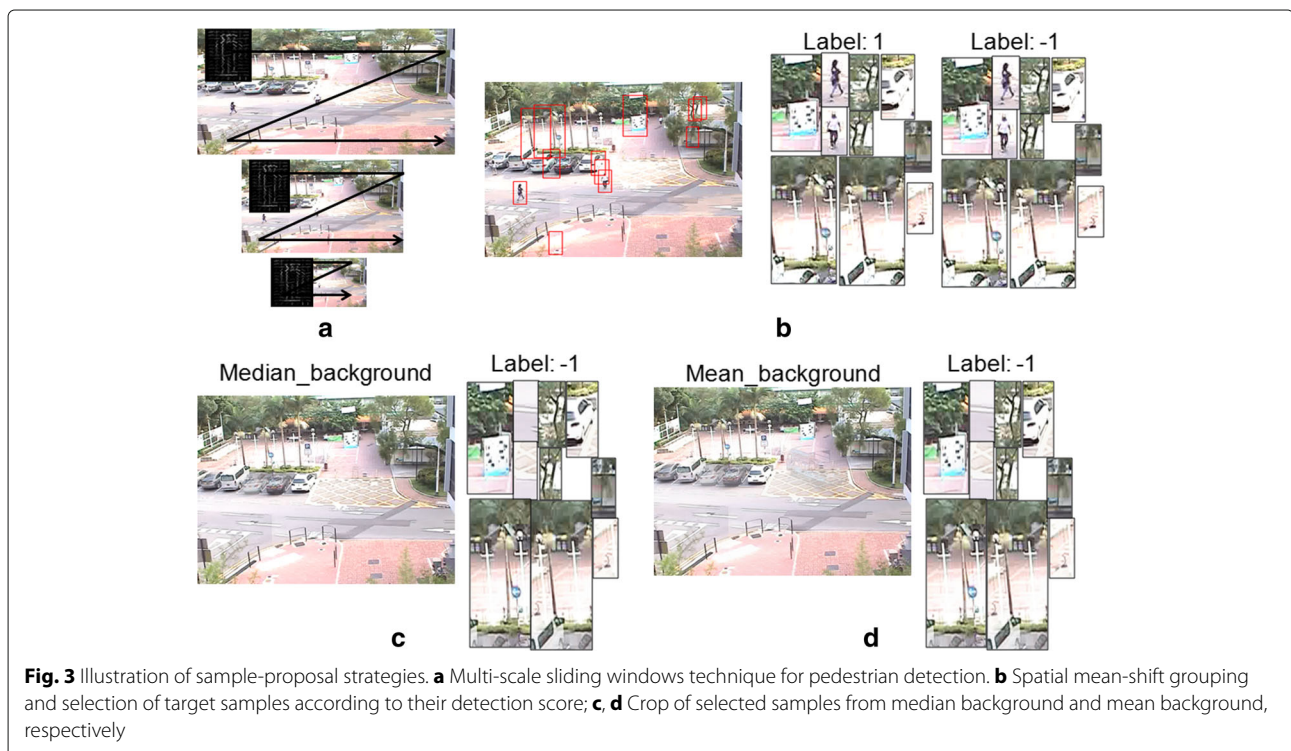 Label: 1
Label: -1
a
b
Median_background
Label: -1
Mean_background
Label: -1
c
d
Fig. 3 Illustration of sample-proposal strategies. a Multi-scale sliding windows technique for pedestrian detection. b Spatial mean-shift grouping
and selection of target samples according to their detection score; c, d Crop of selected samples from median background and mean background,
respectively